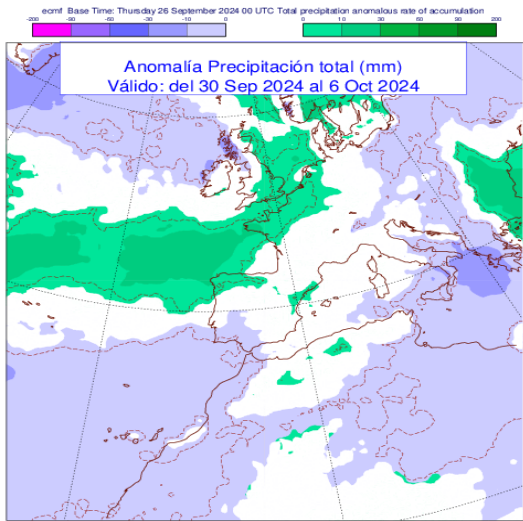 ecmf Base Time: Thursday 26 September 2024 00 UTC Total precipitation anomalous rate of accumulation
-200 -90 -60 -30 -10 0 0 10 30 60 90 200
Anomalía Precipitación total (mm)
Válido: del 30 Sep 2024 al 6 Oct 2024